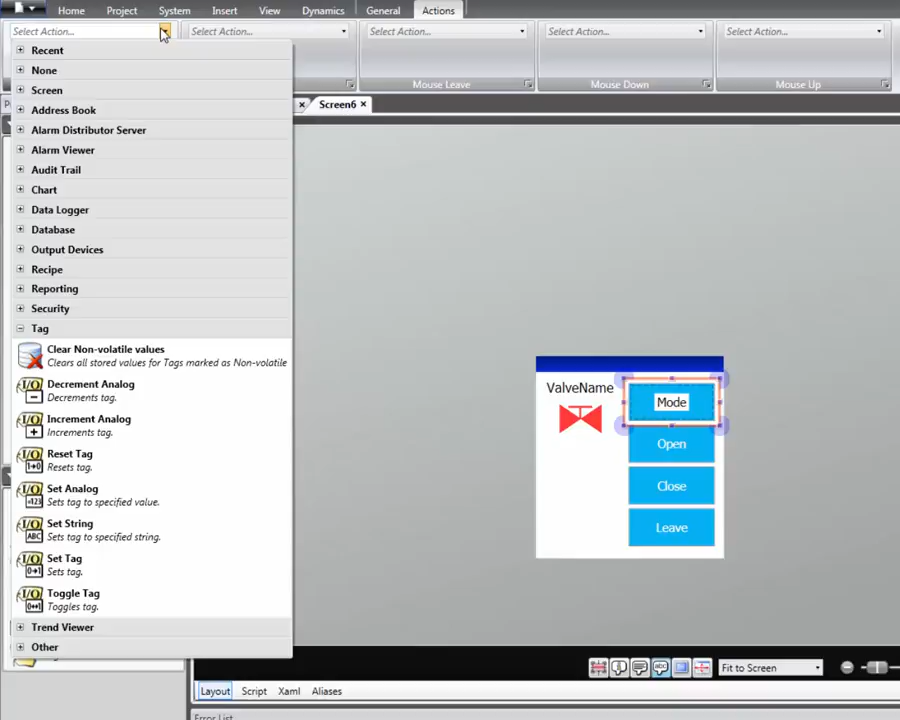 Home Project System Insert View Dynamics General Actions
Select Action... Select Action... Select Action... Select Action... Select Action...
Mouse Leave Mouse Down Mouse Up
Screen6
Recent
None
Screen
Address Book
Alarm Distributor Server
Alarm Viewer
Audit Trail
Chart
Data Logger
Database
Output Devices
Recipe
Reporting
Security
Tag
Clear Non-volatile values
Clears all stored values for Tags marked as Non-volatile
Decrement Analog
Decrements tag.
Increment Analog
Increments tag.
Reset Tag
Resets tag.
Set Analog
Sets tag to specified value.
Set String
Sets tag to specified string.
Set Tag
Sets tag.
Toggle Tag
Toggles tag.
Trend Viewer
Other
ValveName
Mode
Open
Close
Leave
Fit to Screen
Layout Script Xaml Aliases
Error List